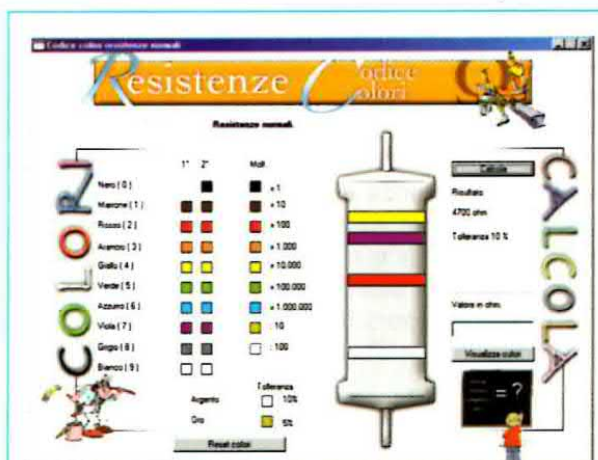 Codice colori resistenze normali
Resistenze Codice Colori
Resistenze normali.
COLORI
1° 2° Molt.
Nero ( 0 ) x 1
Marrone ( 1 ) x 10
Rosso ( 2 ) x 100
Arancio ( 3 ) x 1.000
Giallo ( 4 ) x 10.000
Verde ( 5 ) x 100.000
Azzurro ( 6 ) x 1.000.000
Viola ( 7 ) : 10
Grigio ( 8 ) : 100
Bianco ( 9 )
Tolleranza
Argento 10%
Oro 5%
Reset colori
Calcola
Risultato
4700 ohm
Tolleranza 10 %
Valore in ohm.
Visualizza colori
= ?
CALCOLA